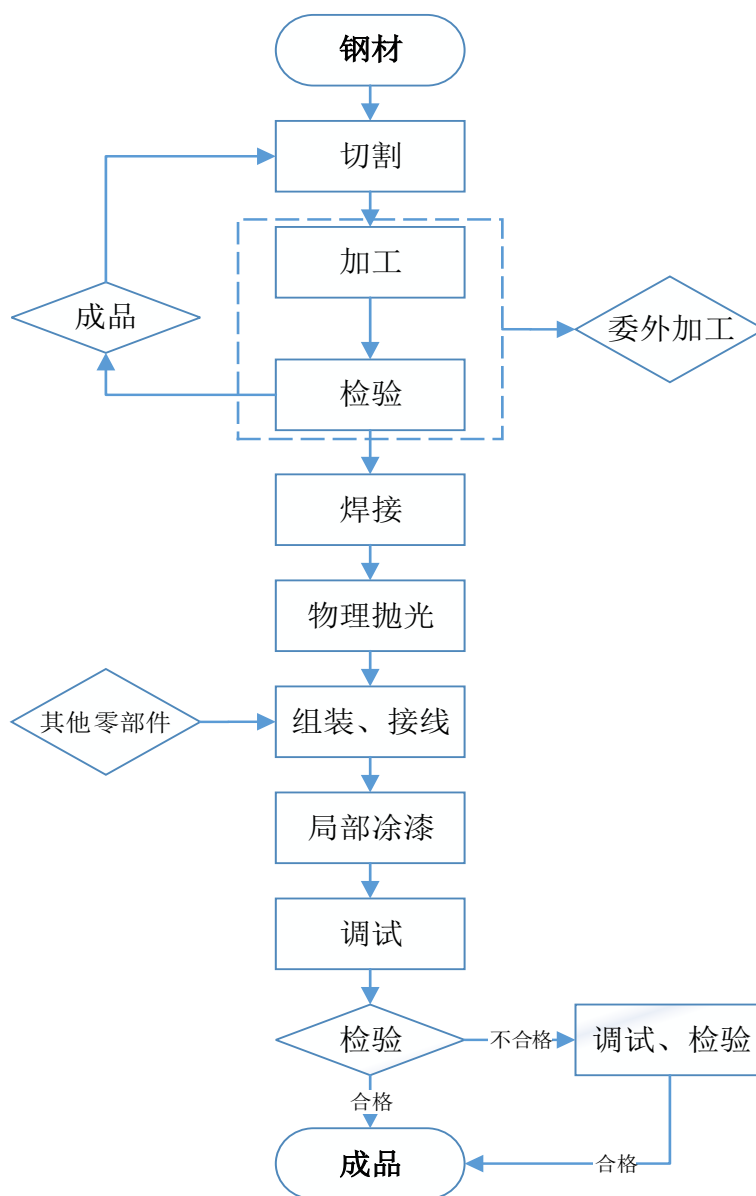 钢材
切割
加工
成品
委外加工
检验
焊接
物理抛光
其他零部件
组装、接线
局部涂漆
调试
检验
不合格
调试、检验
合格
成品
合格